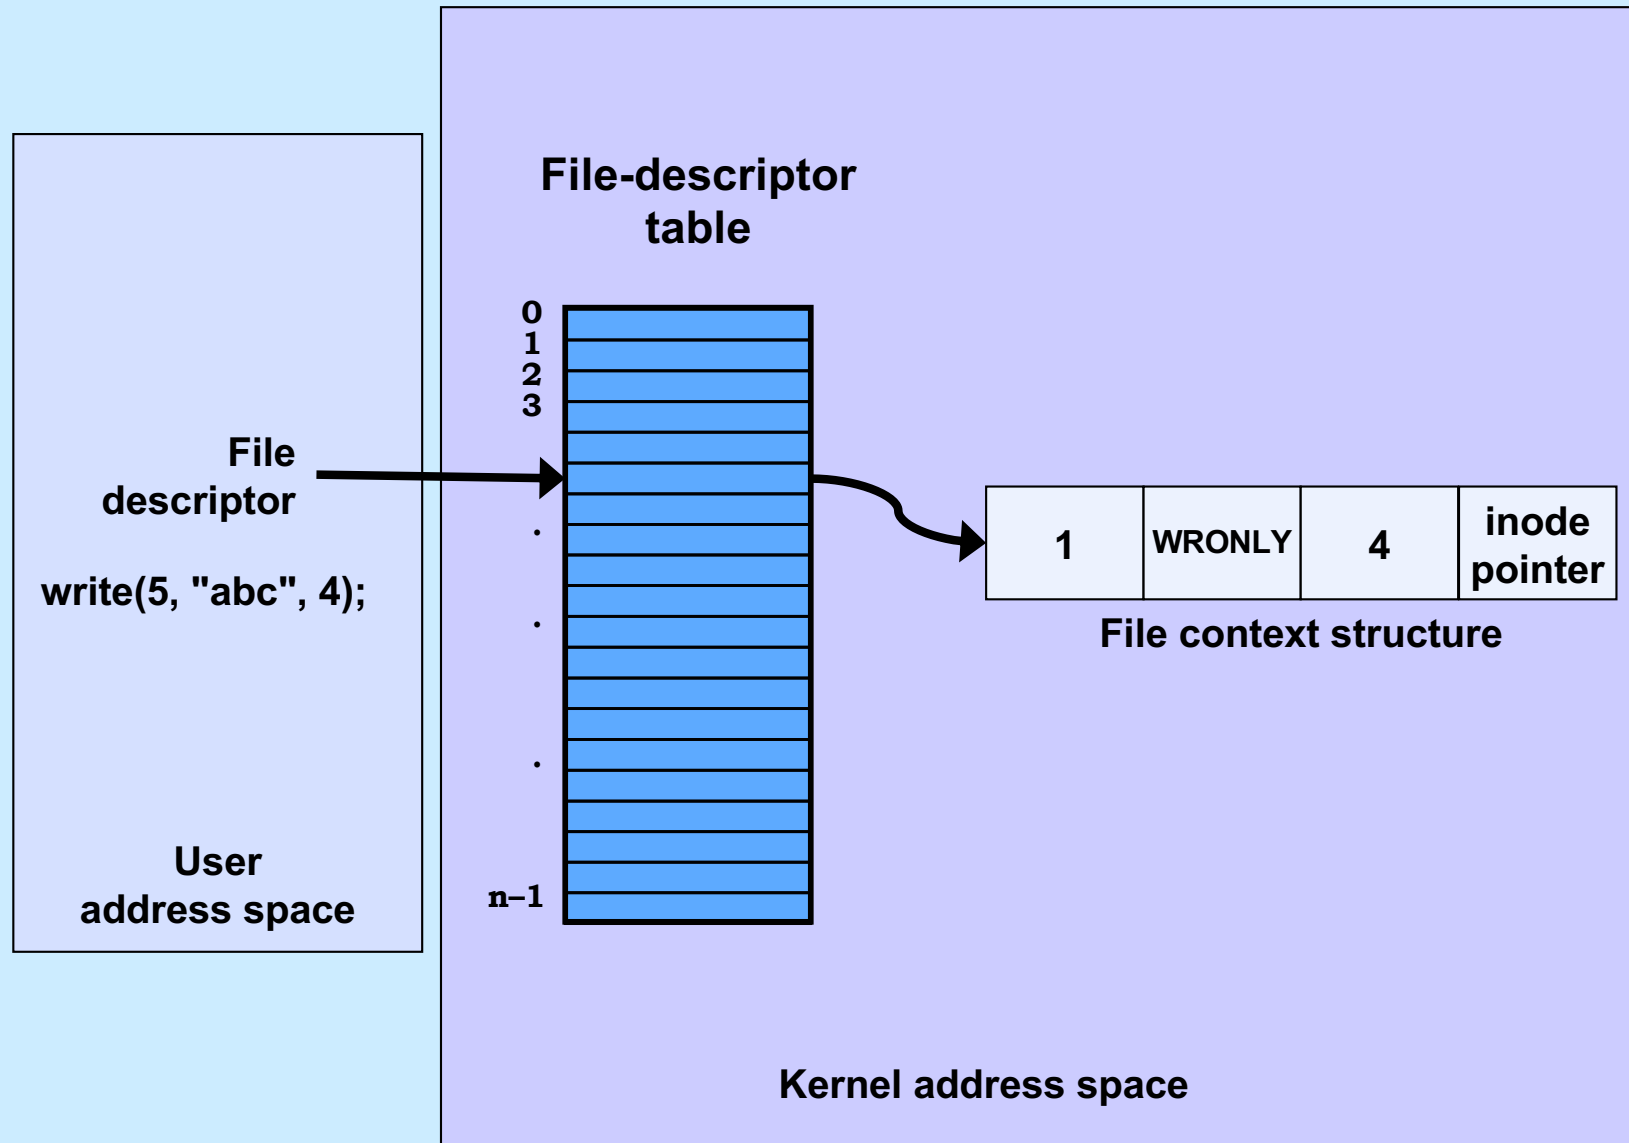 File-descriptor
table
0
1
2
3
.
.
.
n-1
File
descriptor
write(5, "abc", 4);
User
address space
1
WRONLY
4
inode
pointer
File context structure
Kernel address space